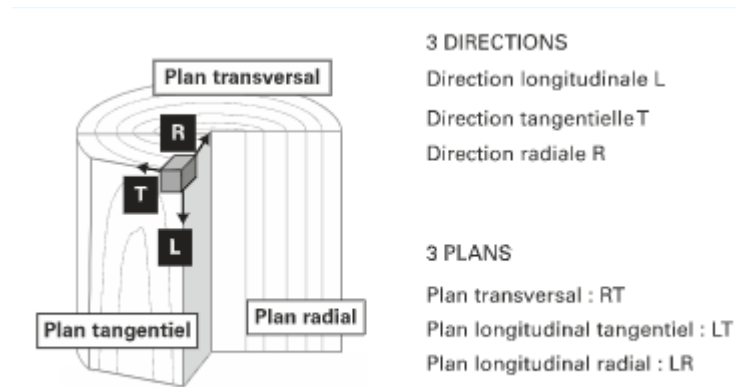 Plan transversal
R
T
L
Plan tangentiel
Plan radial
3 DIRECTIONS
Direction longitudinale L
Direction tangentielle T
Direction radiale R
3 PLANS
Plan transversal : RT
Plan longitudinal tangentiel : LT
Plan longitudinal radial : LR